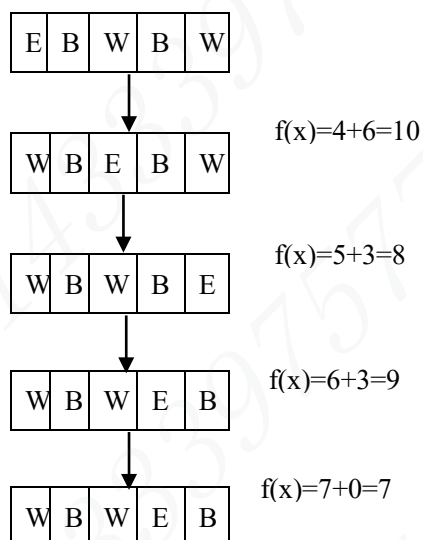 E B W B W
f(x)=4+6=10
W B E B W
f(x)=5+3=8
W B W B E
f(x)=6+3=9
W B W E B
f(x)=7+0=7
W B W E B